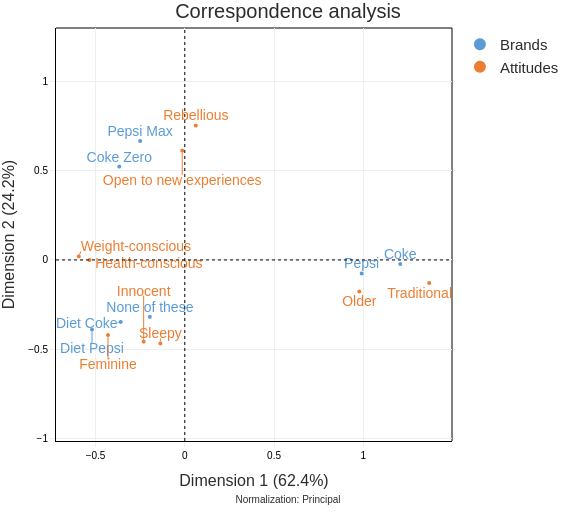 Correspondence analysis
Brands
Attitudes
Rebellious
Pepsi Max
Coke Zero
Open to new experiences
Weight-conscious
Health-conscious
Coke
Pepsi
Traditional
Older
Innocent
None of these
Diet Coke
Sleepy
Diet Pepsi
Feminine
1
0.5
0
−0.5
−1
−0.5
0
0.5
1
Dimension 2 (24.2%)
Dimension 1 (62.4%)
Normalization: Principal